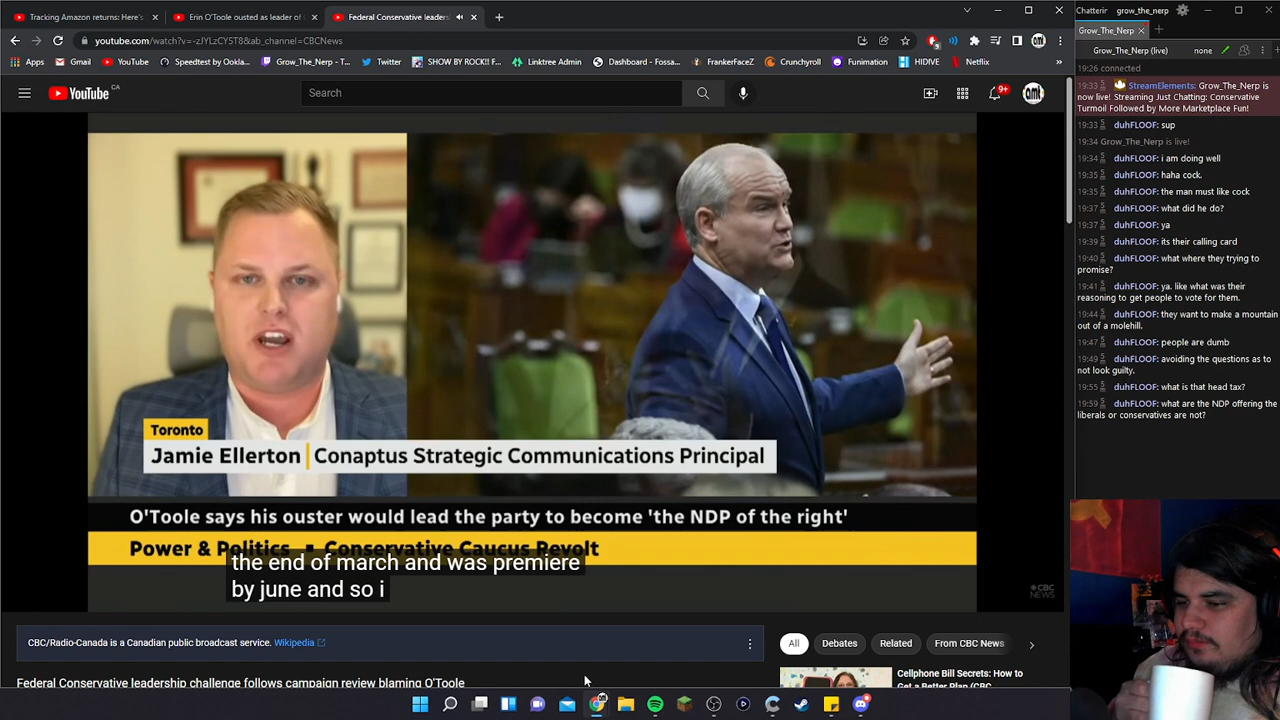 Tracking Amazon returns: Here's
Erin O'Toole ousted as leader of
Federal Conservative leaders
youtube.com/watch?v=-zJYLzCY5T8&ab_channel=CBCNews
Apps
Gmail
YouTube
Speedtest by Ookla...
Grow_The_Nerp -...
Twitter
SHOW BY ROCK!! F...
Linktree Admin
Dashboard - Fossa...
FrankerFaceZ
Crunchyroll
Funimation
HIDIVE
Netflix
YouTube CA
Search
9+
amk
Toronto
Jamie Ellerton | Conaptus Strategic Communications Principal
O'Toole says his ouster would lead the party to become 'the NDP of the right'
Power & Politics ▪ Conservative Caucus Revolt
the end of march and was premiere
by june and so i
CBC NEWS
CBC/Radio-Canada is a Canadian public broadcast service. Wikipedia
All
Debates
Related
From CBC News
Federal Conservative leadership challenge follows campaign review blaming O'Toole
Cellphone Bill Secrets: How to
Get a Better Plan (CBC
Chatterir
grow_the_nerp
Grow_The_Nerp
Grow_The_Nerp (live)
none
19:26 connected
19:33 StreamElements: Grow_The_Nerp is
now live! Streaming Just Chatting: Conservative
Turmoil Followed by More Marketplace Fun!
19:33 duhFLOOF: sup
19:34 Grow_The_Nerp is live!
19:34 duhFLOOF: i am doing well
19:35 duhFLOOF: haha cock.
19:35 duhFLOOF: the man must like cock
19:37 duhFLOOF: what did he do?
19:37 duhFLOOF: ya
19:39 duhFLOOF: its their calling card
19:40 duhFLOOF: what where they trying to
promise?
19:41 duhFLOOF: ya. like what was their
reasoning to get people to vote for them.
19:44 duhFLOOF: they want to make a mountain
out of a molehill.
19:47 duhFLOOF: people are dumb
19:49 duhFLOOF: avoiding the questions as to
not look guilty.
19:55 duhFLOOF: what is that head tax?
19:59 duhFLOOF: what are the NDP offering the
liberals or conservatives are not?